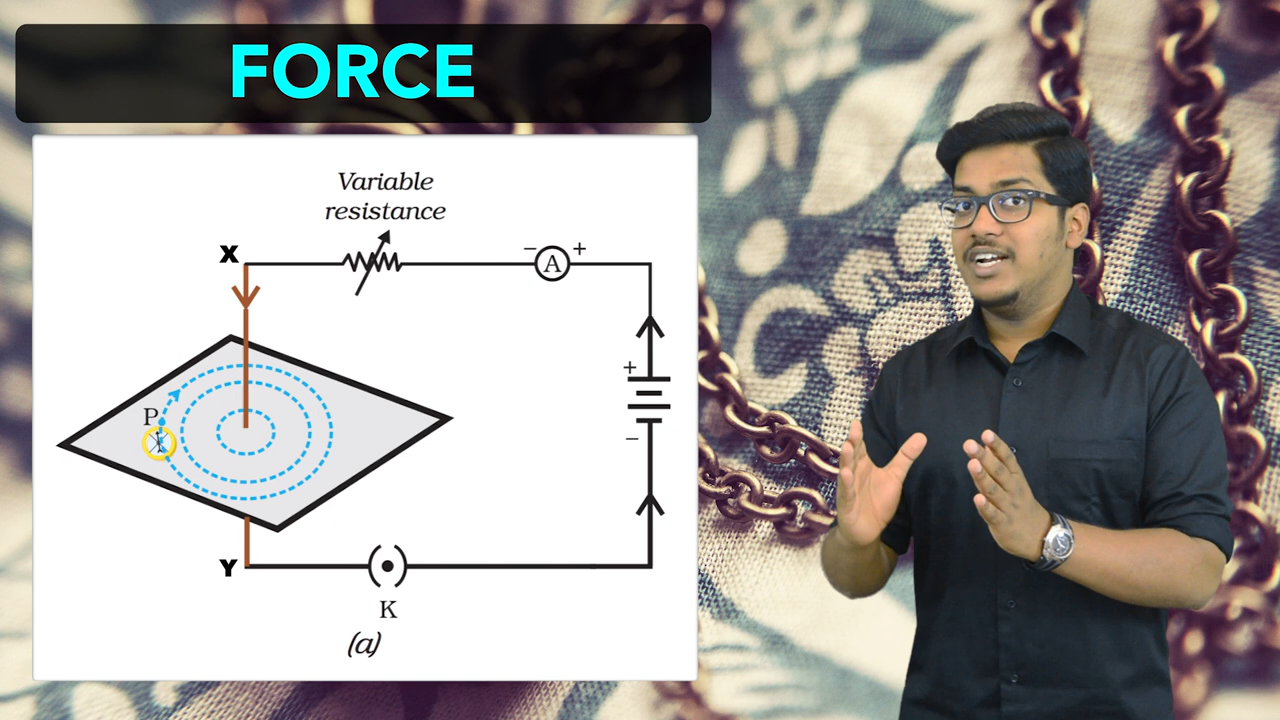 FORCE
Variable
resistance
X
− A +
+
P
−
Y
K
(a)